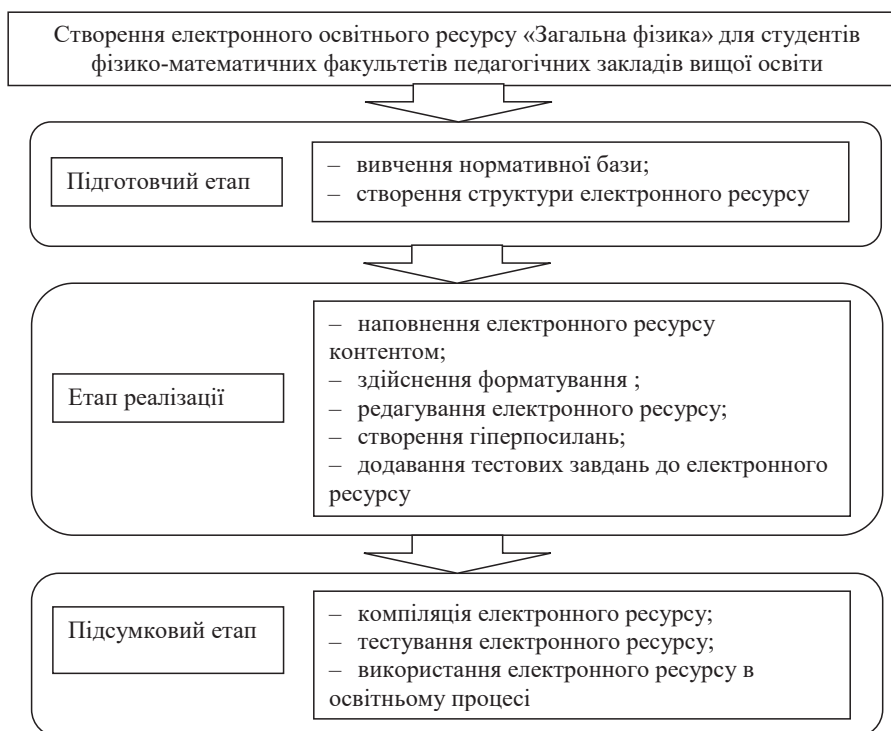 Створення електронного освітнього ресурсу «Загальна фізика» для студентів
фізико-математичних факультетів педагогічних закладів вищої освіти
Підготовчий етап
– вивчення нормативної бази;
– створення структури електронного ресурсу
Етап реалізації
– наповнення електронного ресурсу
контентом;
– здійснення форматування ;
– редагування електронного ресурсу;
– створення гіперпосилань;
– додавання тестових завдань до електронного
ресурсу
Підсумковий етап
– компіляція електронного ресурсу;
– тестування електронного ресурсу;
– використання електронного ресурсу в
освітньому процесі